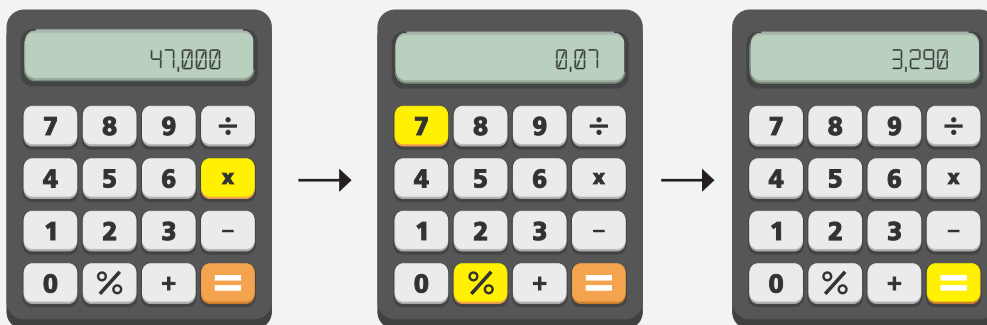 47,000
7 8 9 ÷
4 5 6 x
1 2 3 −
0 % + =
0,07
7 8 9 ÷
4 5 6 x
1 2 3 −
0 % + =
3,290
7 8 9 ÷
4 5 6 x
1 2 3 −
0 % + =